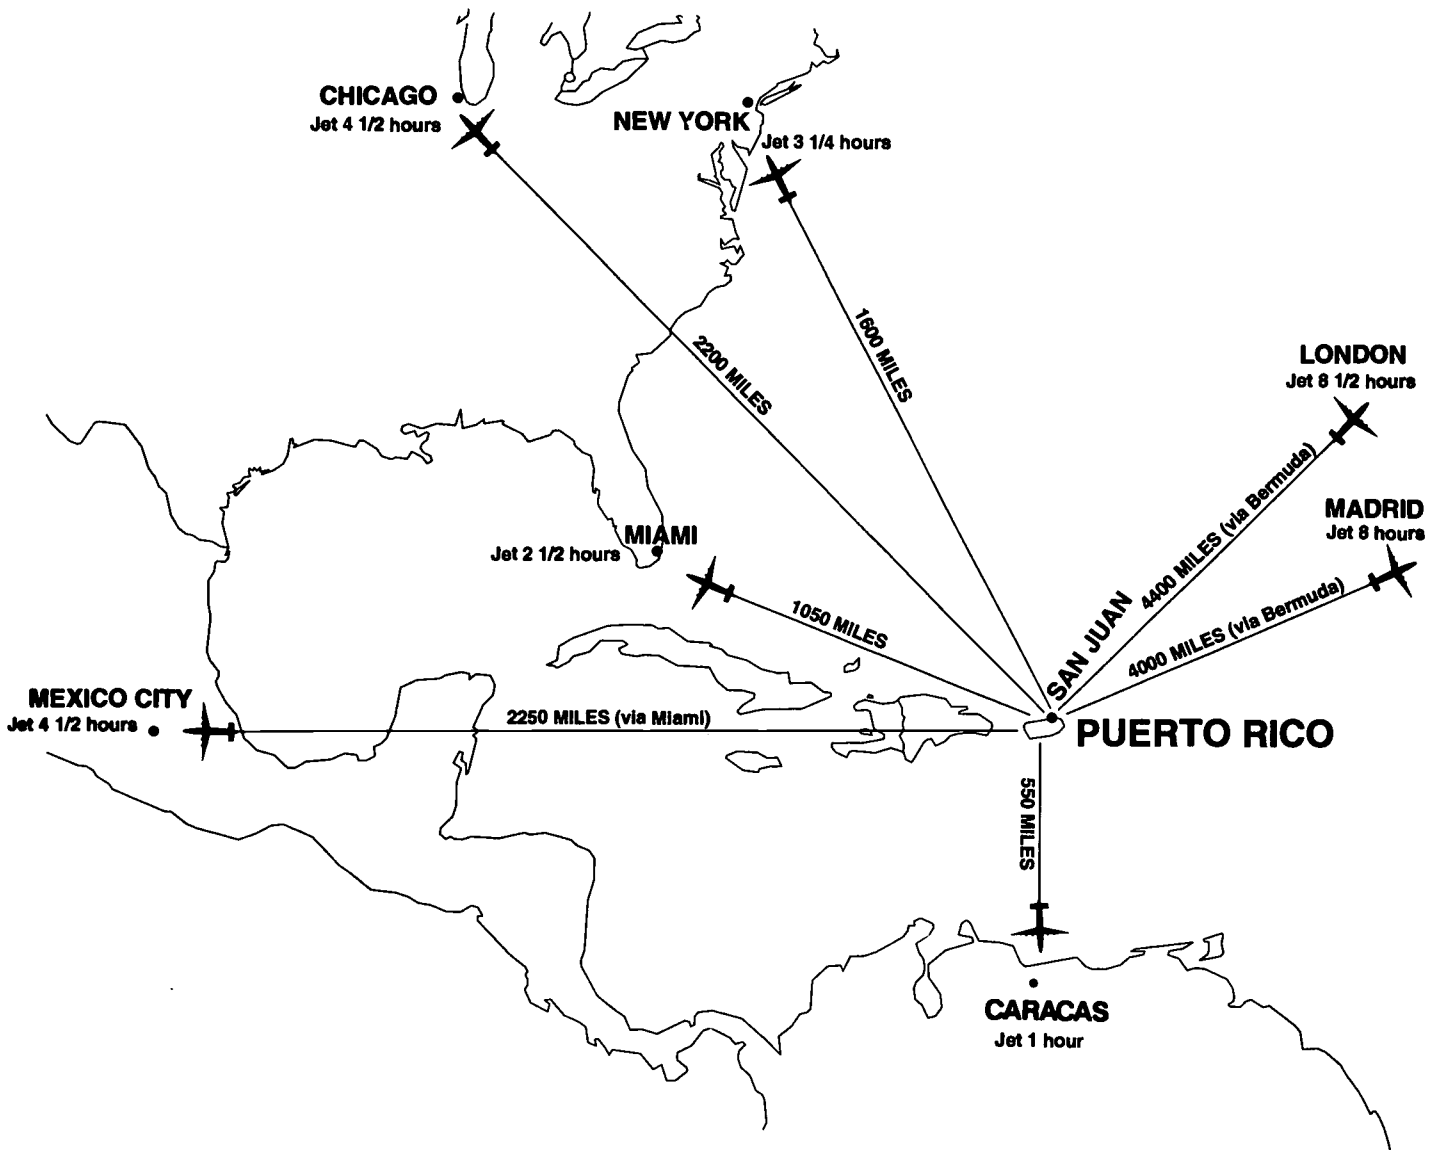 CHICAGO
Jet 4 1/2 hours
NEW YORK
Jet 3 1/4 hours
2200 MILES
1600 MILES
LONDON
Jet 8 1/2 hours
4400 MILES (via Bermuda)
MADRID
Jet 8 hours
4000 MILES (via Bermuda)
MIAMI
Jet 2 1/2 hours
1050 MILES
SAN JUAN
MEXICO CITY
Jet 4 1/2 hours
2250 MILES (via Miami)
PUERTO RICO
550 MILES
CARACAS
Jet 1 hour